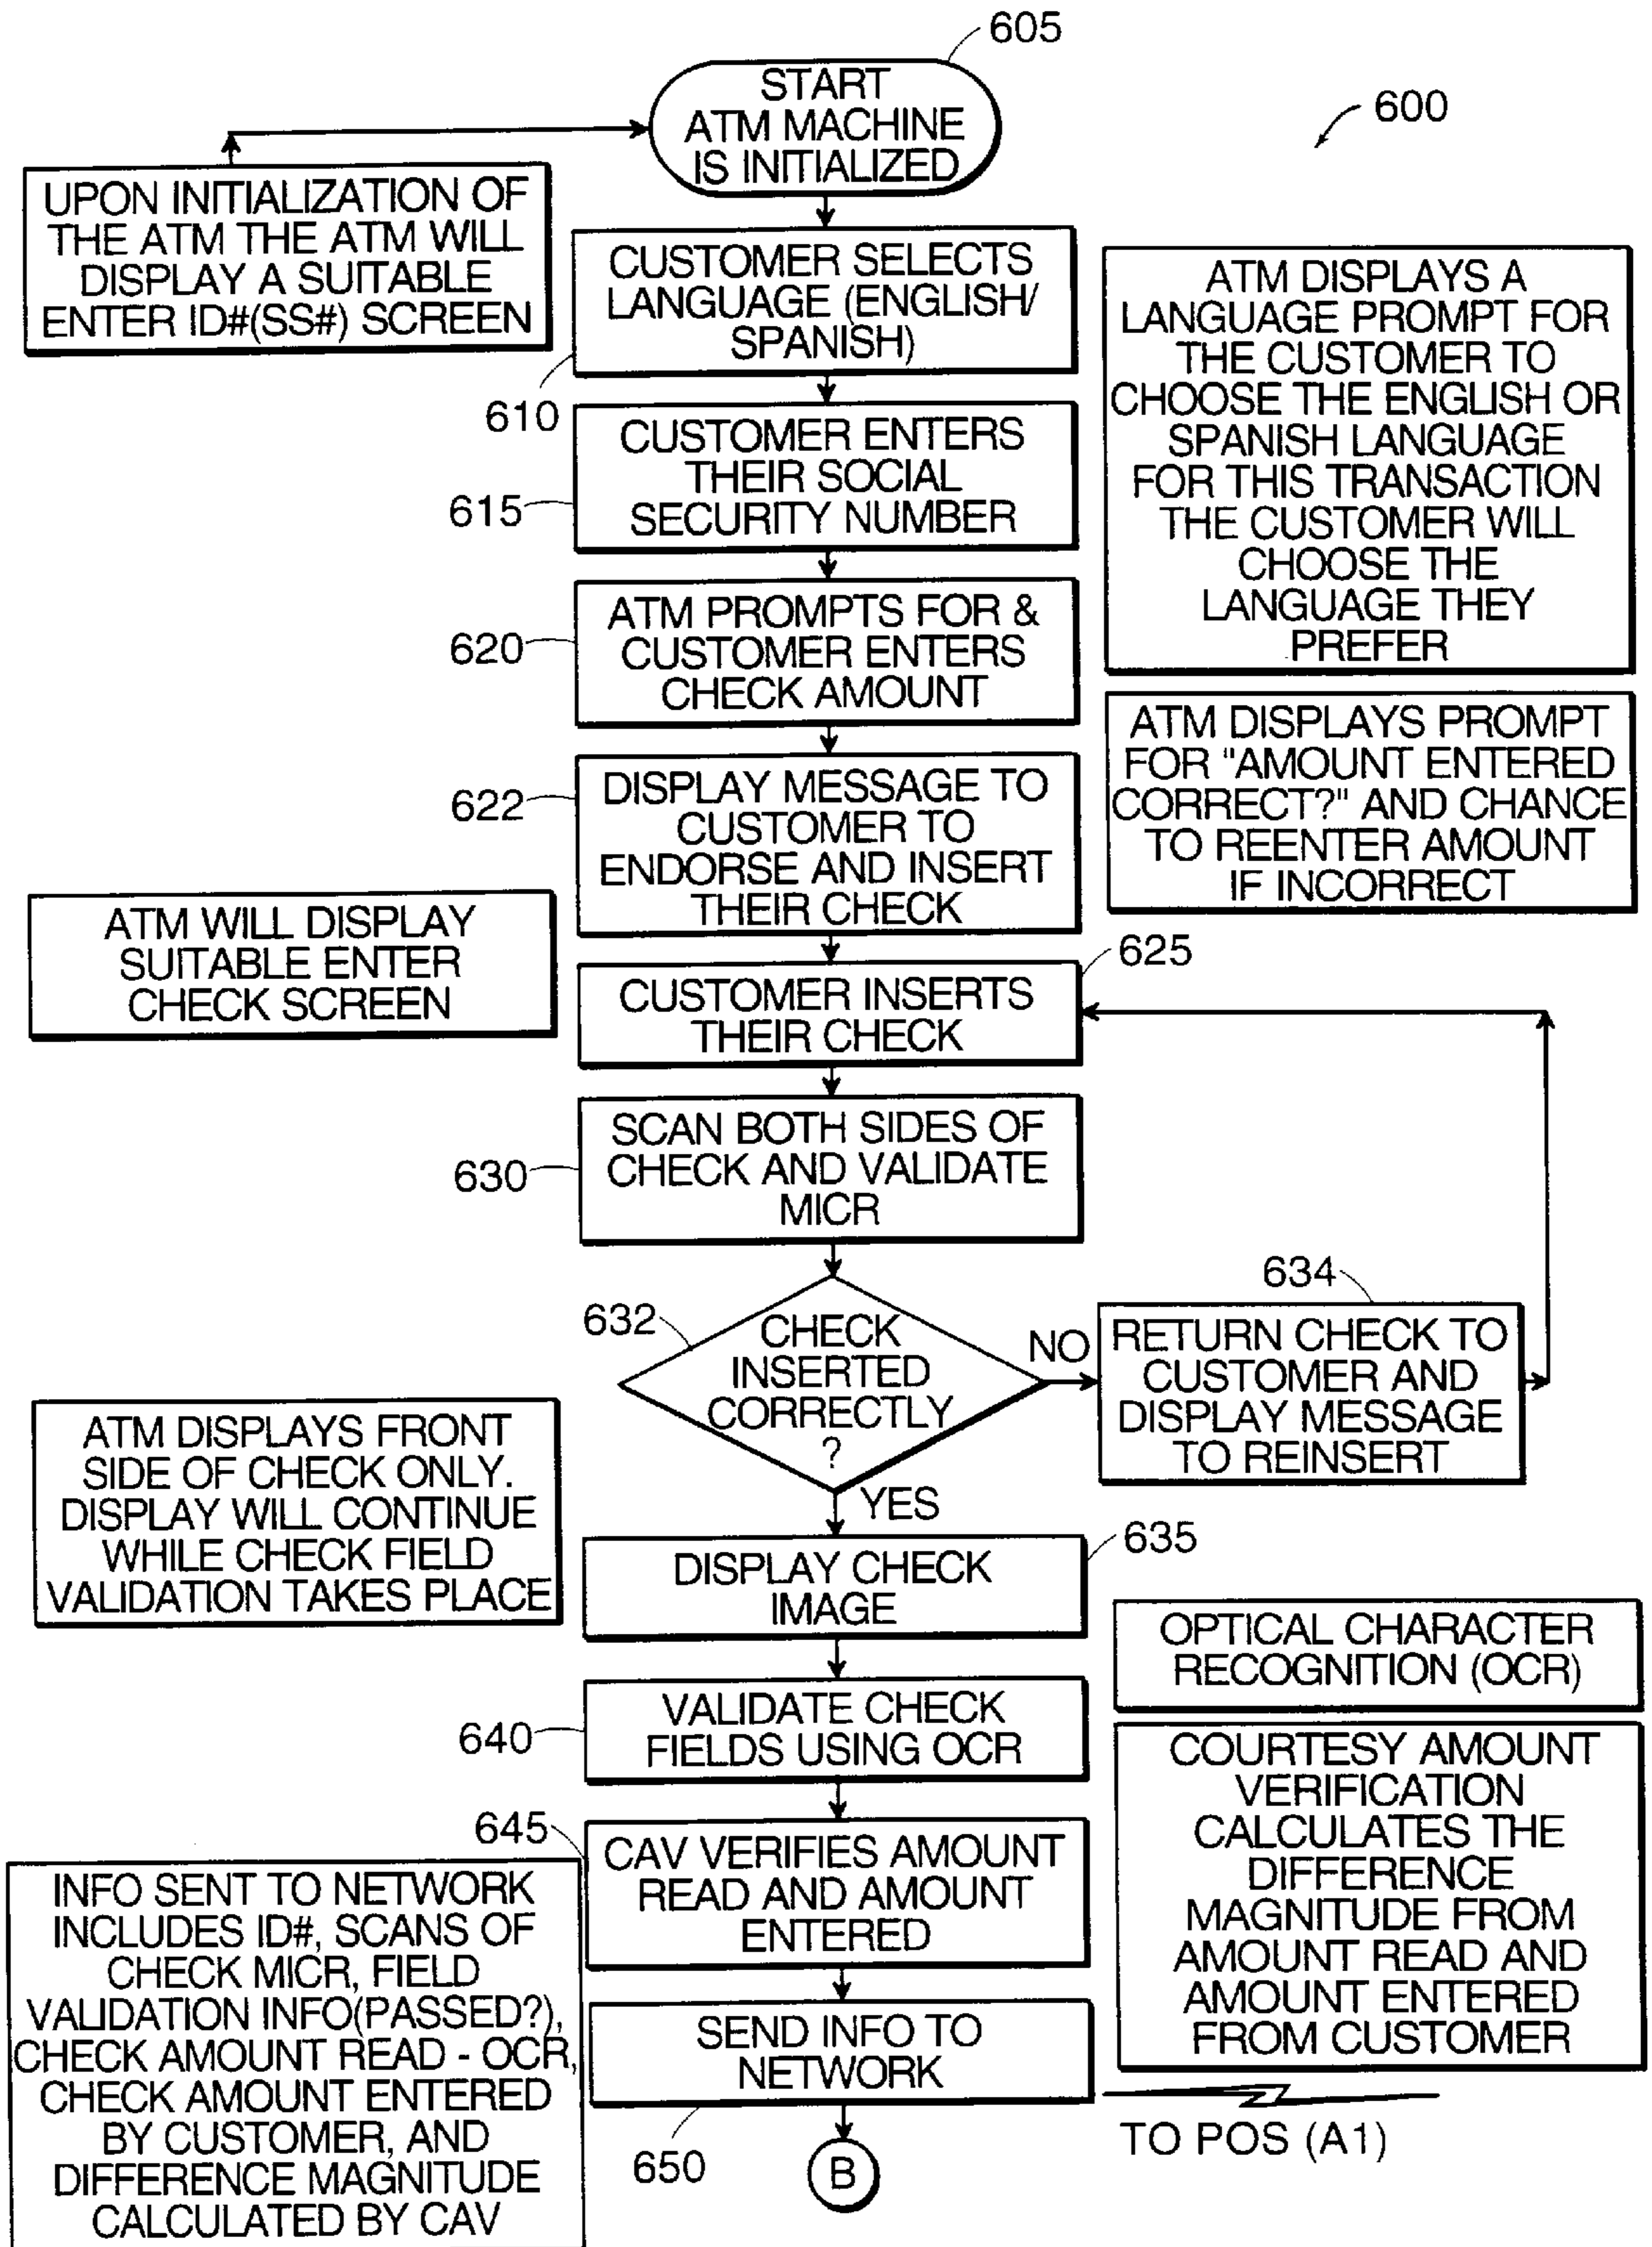 605
START
ATM MACHINE
IS INITIALIZED
600
UPON INITIALIZATION OF
THE ATM THE ATM WILL
DISPLAY A SUITABLE
ENTER ID#(SS#) SCREEN
CUSTOMER SELECTS
LANGUAGE (ENGLISH/
SPANISH)
610
ATM DISPLAYS A
LANGUAGE PROMPT FOR
THE CUSTOMER TO
CHOOSE THE ENGLISH OR
SPANISH LANGUAGE
FOR THIS TRANSACTION
THE CUSTOMER WILL
CHOOSE THE
LANGUAGE THEY
PREFER
CUSTOMER ENTERS
THEIR SOCIAL
SECURITY NUMBER
615
ATM PROMPTS FOR &
CUSTOMER ENTERS
CHECK AMOUNT
620
ATM DISPLAYS PROMPT
FOR "AMOUNT ENTERED
CORRECT?" AND CHANCE
TO REENTER AMOUNT
IF INCORRECT
DISPLAY MESSAGE TO
CUSTOMER TO
ENDORSE AND INSERT
THEIR CHECK
622
ATM WILL DISPLAY
SUITABLE ENTER
CHECK SCREEN
625
CUSTOMER INSERTS
THEIR CHECK
SCAN BOTH SIDES OF
CHECK AND VALIDATE
MICR
630
632
CHECK
INSERTED
CORRECTLY
?
NO
634
RETURN CHECK TO
CUSTOMER AND
DISPLAY MESSAGE
TO REINSERT
YES
ATM DISPLAYS FRONT
SIDE OF CHECK ONLY.
DISPLAY WILL CONTINUE
WHILE CHECK FIELD
VALIDATION TAKES PLACE
635
DISPLAY CHECK
IMAGE
OPTICAL CHARACTER
RECOGNITION (OCR)
640
VALIDATE CHECK
FIELDS USING OCR
COURTESY AMOUNT
VERIFICATION
CALCULATES THE
DIFFERENCE
MAGNITUDE FROM
AMOUNT READ AND
AMOUNT ENTERED
FROM CUSTOMER
645
CAV VERIFIES AMOUNT
READ AND AMOUNT
ENTERED
INFO SENT TO NETWORK
INCLUDES ID#, SCANS OF
CHECK MICR, FIELD
VALIDATION INFO(PASSED?),
CHECK AMOUNT READ - OCR,
CHECK AMOUNT ENTERED
BY CUSTOMER, AND
DIFFERENCE MAGNITUDE
CALCULATED BY CAV
SEND INFO TO
NETWORK
650
TO POS (A1)
B